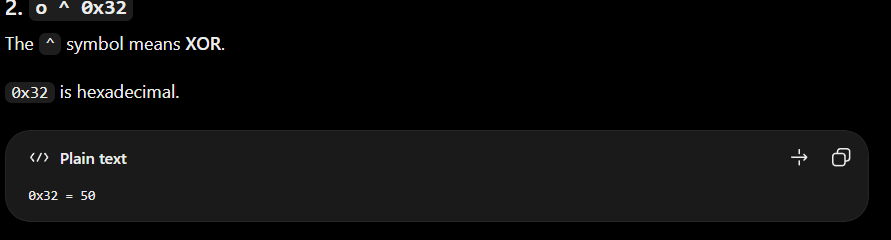 2. o ^ 0x32
The ^ symbol means XOR.
0x32 is hexadecimal.
Plain text
0x32 = 50